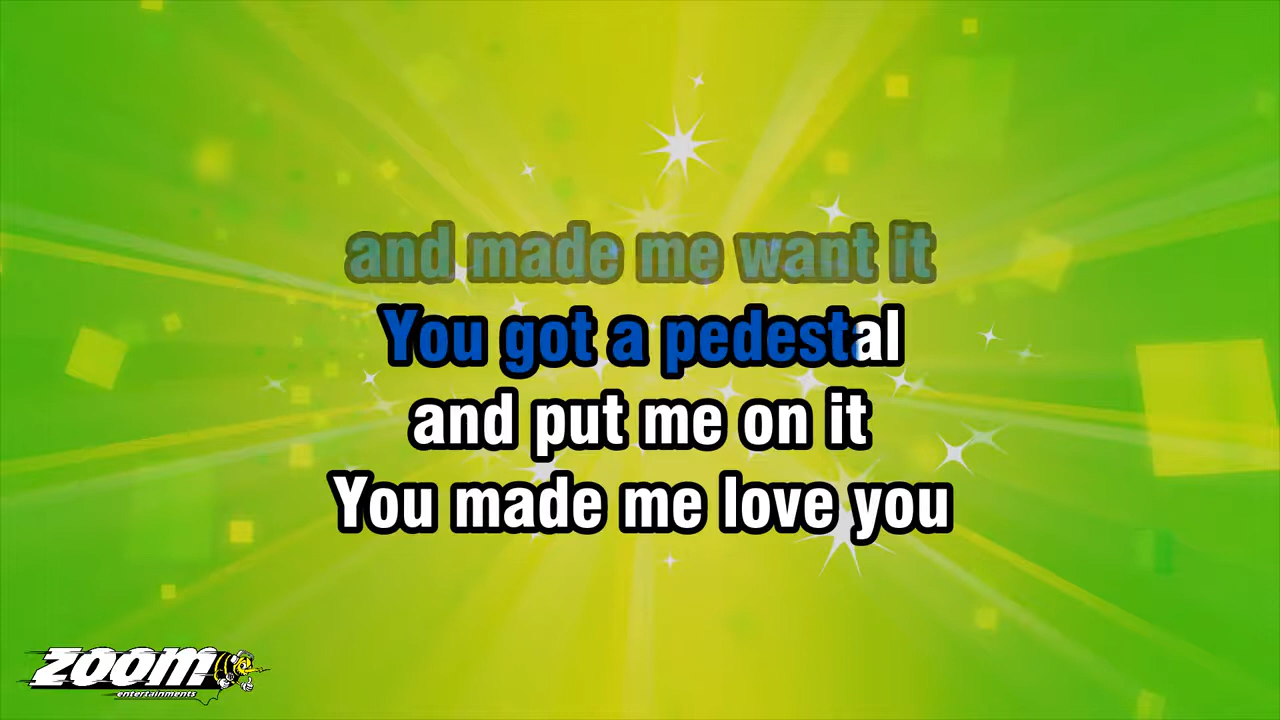 and made me want it
You got a pedestal
and put me on it
You made me love you
ZOOM
entertainments